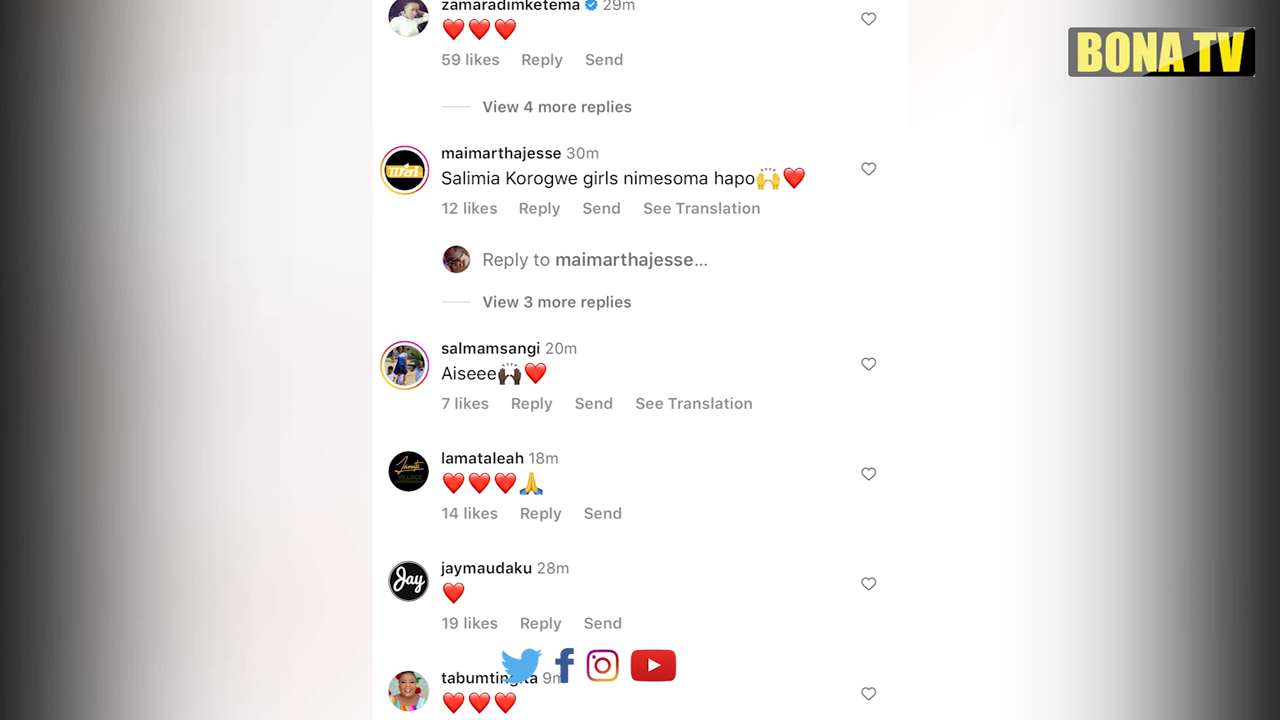 zamaradimketema 29m
BONA TV
❤️❤️❤️
59 likes Reply Send
View 4 more replies
maimarthajesse 30m
Salimia Korogwe girls nimesoma hapo🙌❤️
12 likes Reply Send See Translation
Reply to maimarthajesse...
View 3 more replies
salmamsangi 20m
Aiseee🙌🏿❤️
7 likes Reply Send See Translation
lamataleah 18m
❤️❤️❤️🙏
14 likes Reply Send
jaymaudaku 28m
Jay
❤️
19 likes Reply Send
❤️❤️❤️